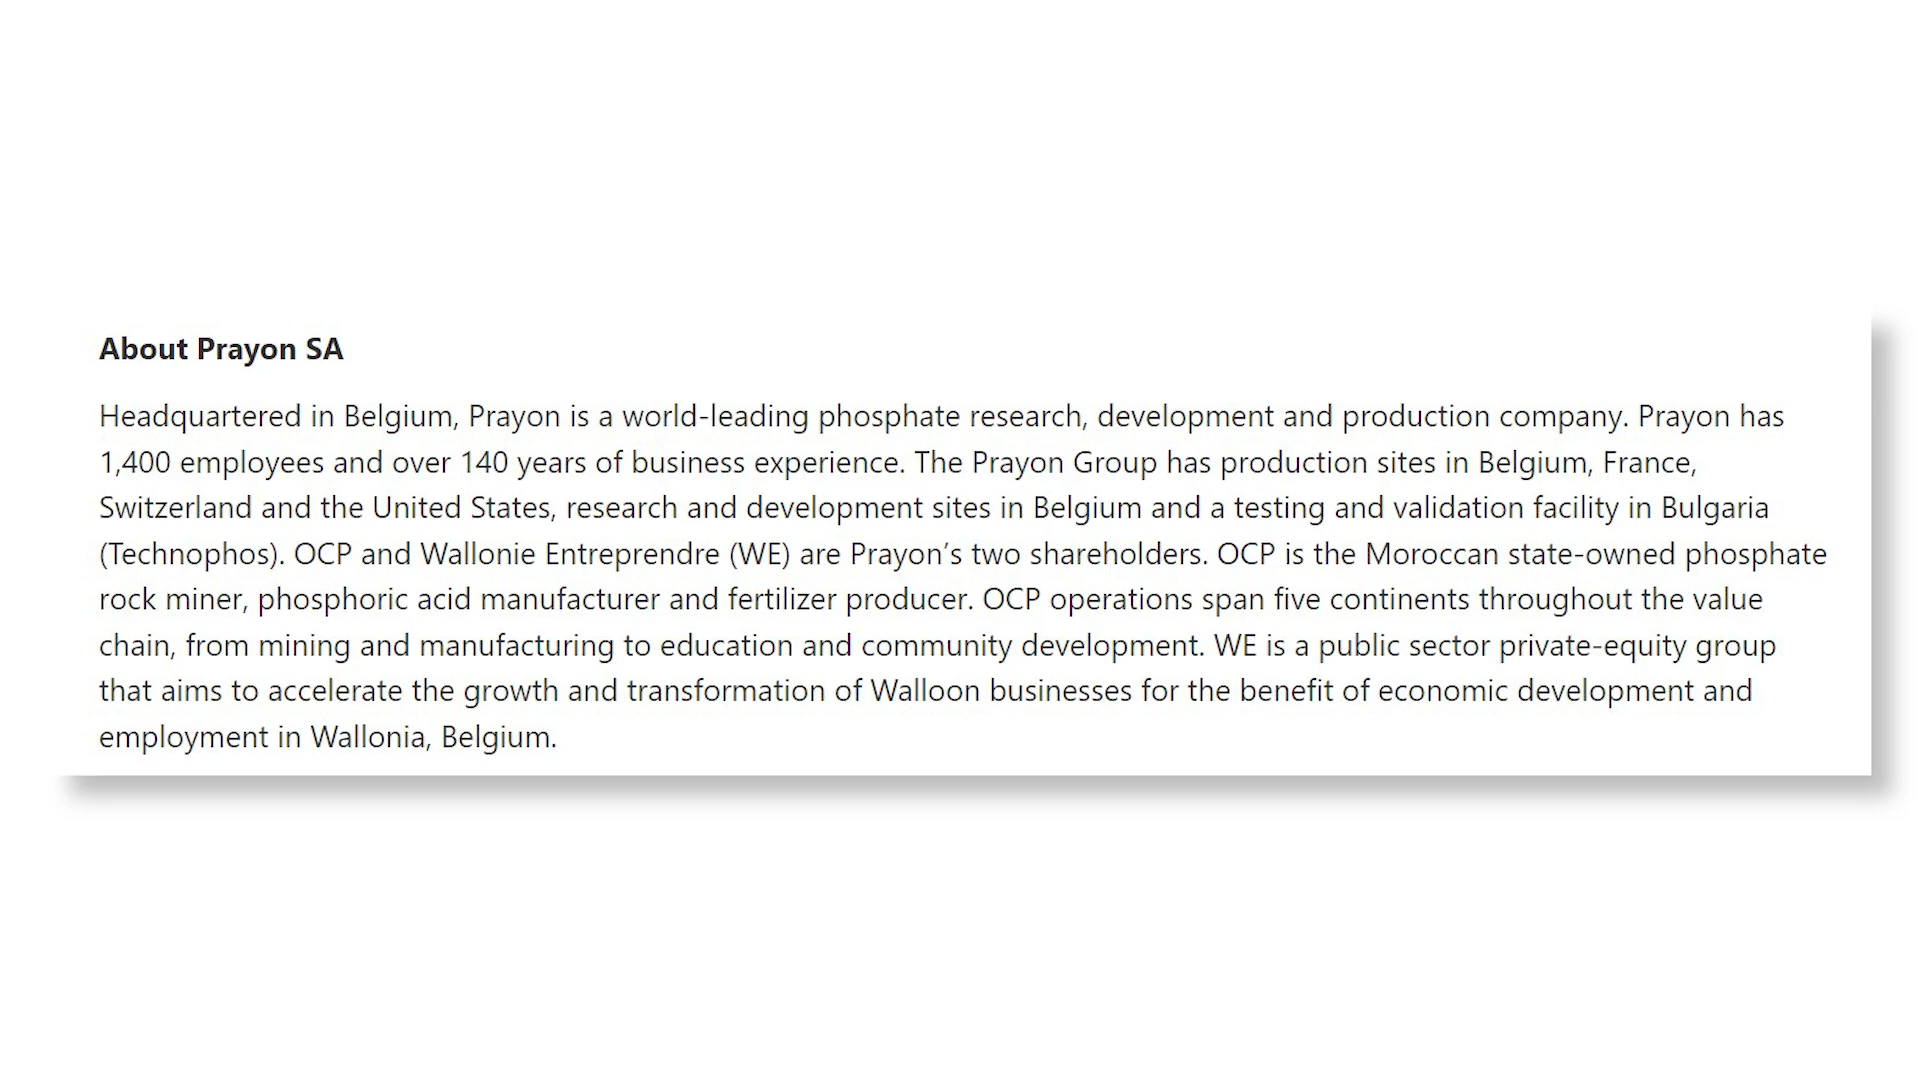 About Prayon SA
Headquartered in Belgium, Prayon is a world-leading phosphate research, development and production company. Prayon has
1,400 employees and over 140 years of business experience. The Prayon Group has production sites in Belgium, France,
Switzerland and the United States, research and development sites in Belgium and a testing and validation facility in Bulgaria
(Technophos). OCP and Wallonie Entreprendre (WE) are Prayon’s two shareholders. OCP is the Moroccan state-owned phosphate
rock miner, phosphoric acid manufacturer and fertilizer producer. OCP operations span five continents throughout the value
chain, from mining and manufacturing to education and community development. WE is a public sector private-equity group
that aims to accelerate the growth and transformation of Walloon businesses for the benefit of economic development and
employment in Wallonia, Belgium.